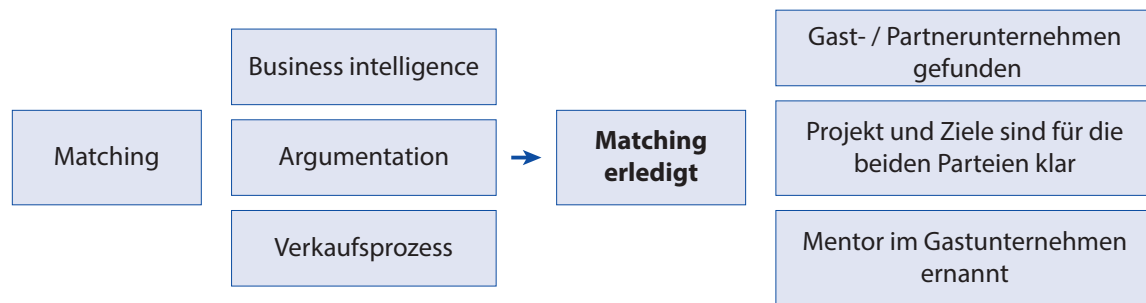 Matching
Business intelligence
Argumentation
Verkaufsprozess
Matching
erledigt
Gast- / Partnerunternehmen
gefunden
Projekt und Ziele sind für die
beiden Parteien klar
Mentor im Gastunternehmen
ernannt